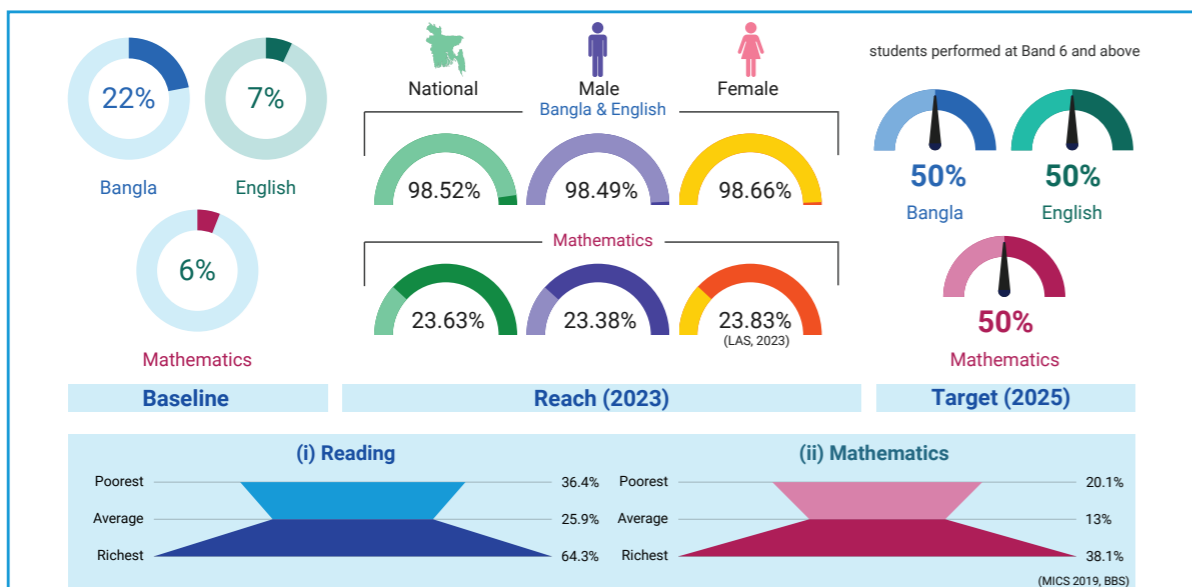 22%
7%
Bangla
English
6%
Mathematics
Baseline
National
Male
Female
Bangla & English
98.52%
98.49%
98.66%
Mathematics
23.63%
23.38%
23.83%
(LAS, 2023)
Reach (2023)
students performed at Band 6 and above
50%
50%
Bangla
English
50%
Mathematics
Target (2025)
(i) Reading
Poorest 36.4%
Average 25.9%
Richest 64.3%
(ii) Mathematics
Poorest 20.1%
Average 13%
Richest 38.1%
(MICS 2019, BBS)